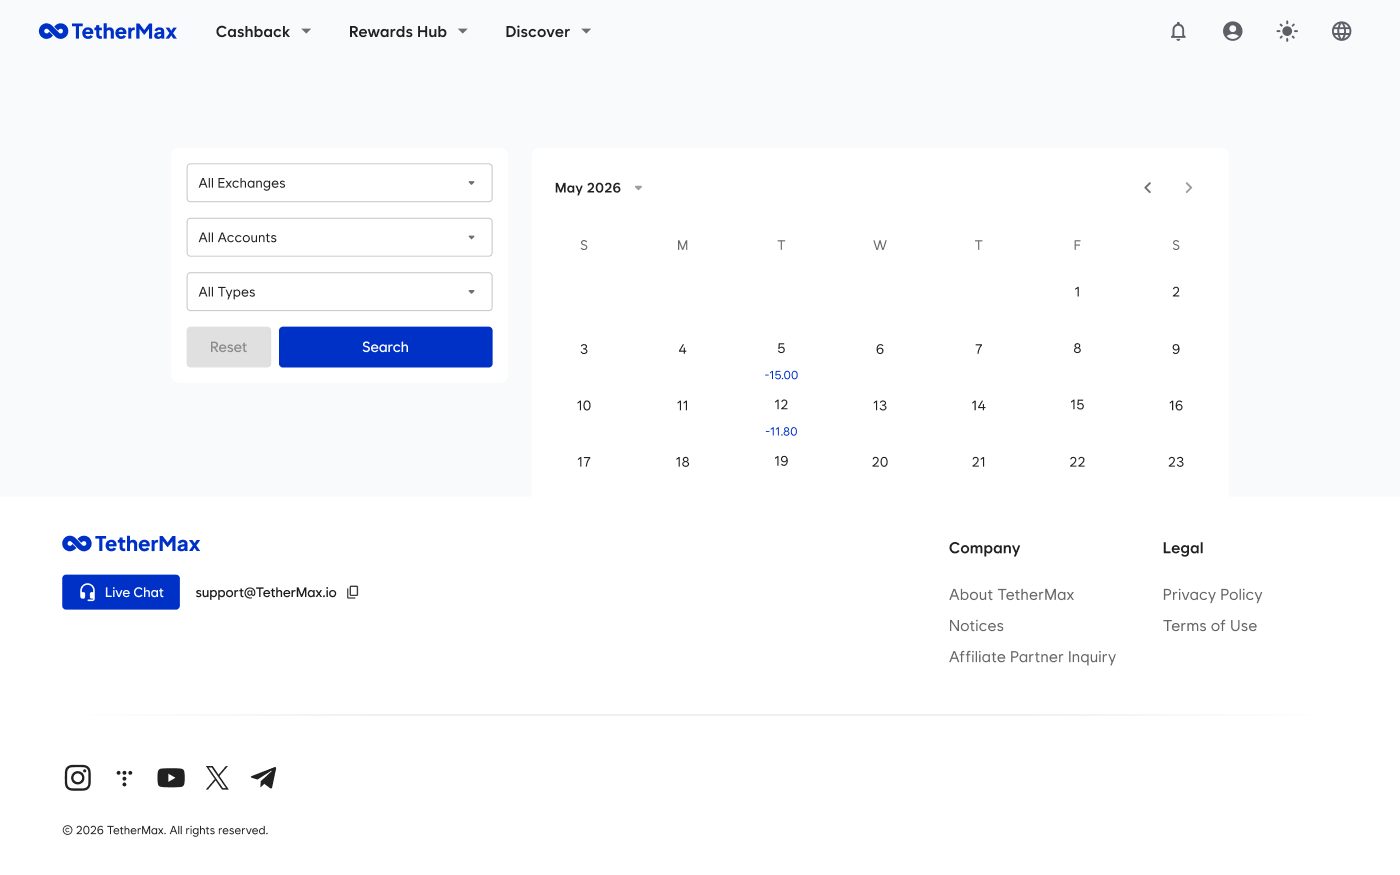 TetherMax Cashback Rewards Hub Discover
All Exchanges
All Accounts
All Types
Reset Search
May 2026
S M T W T F S
1 2
3 4 5 6 7 8 9
-15.00
10 11 12 13 14 15 16
-11.80
17 18 19 20 21 22 23
TetherMax
Live Chat support@TetherMax.io
Company
About TetherMax
Notices
Affiliate Partner Inquiry
Legal
Privacy Policy
Terms of Use
© 2026 TetherMax. All rights reserved.